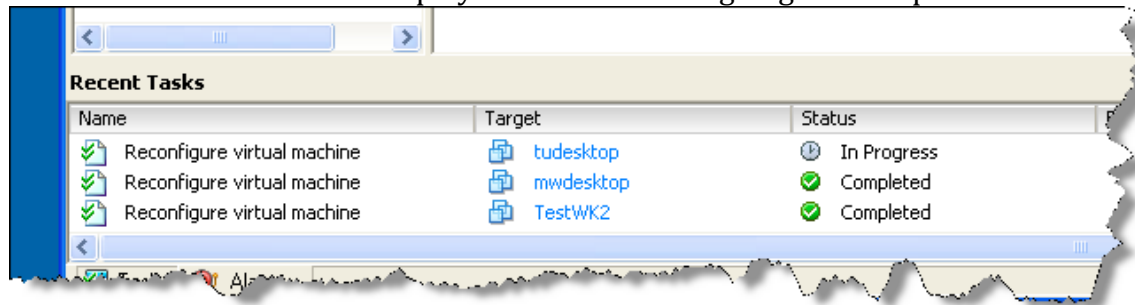 Recent Tasks
Name Target Status
Reconfigure virtual machine tudesktop In Progress
Reconfigure virtual machine mwdesktop Completed
Reconfigure virtual machine TestWK2 Completed